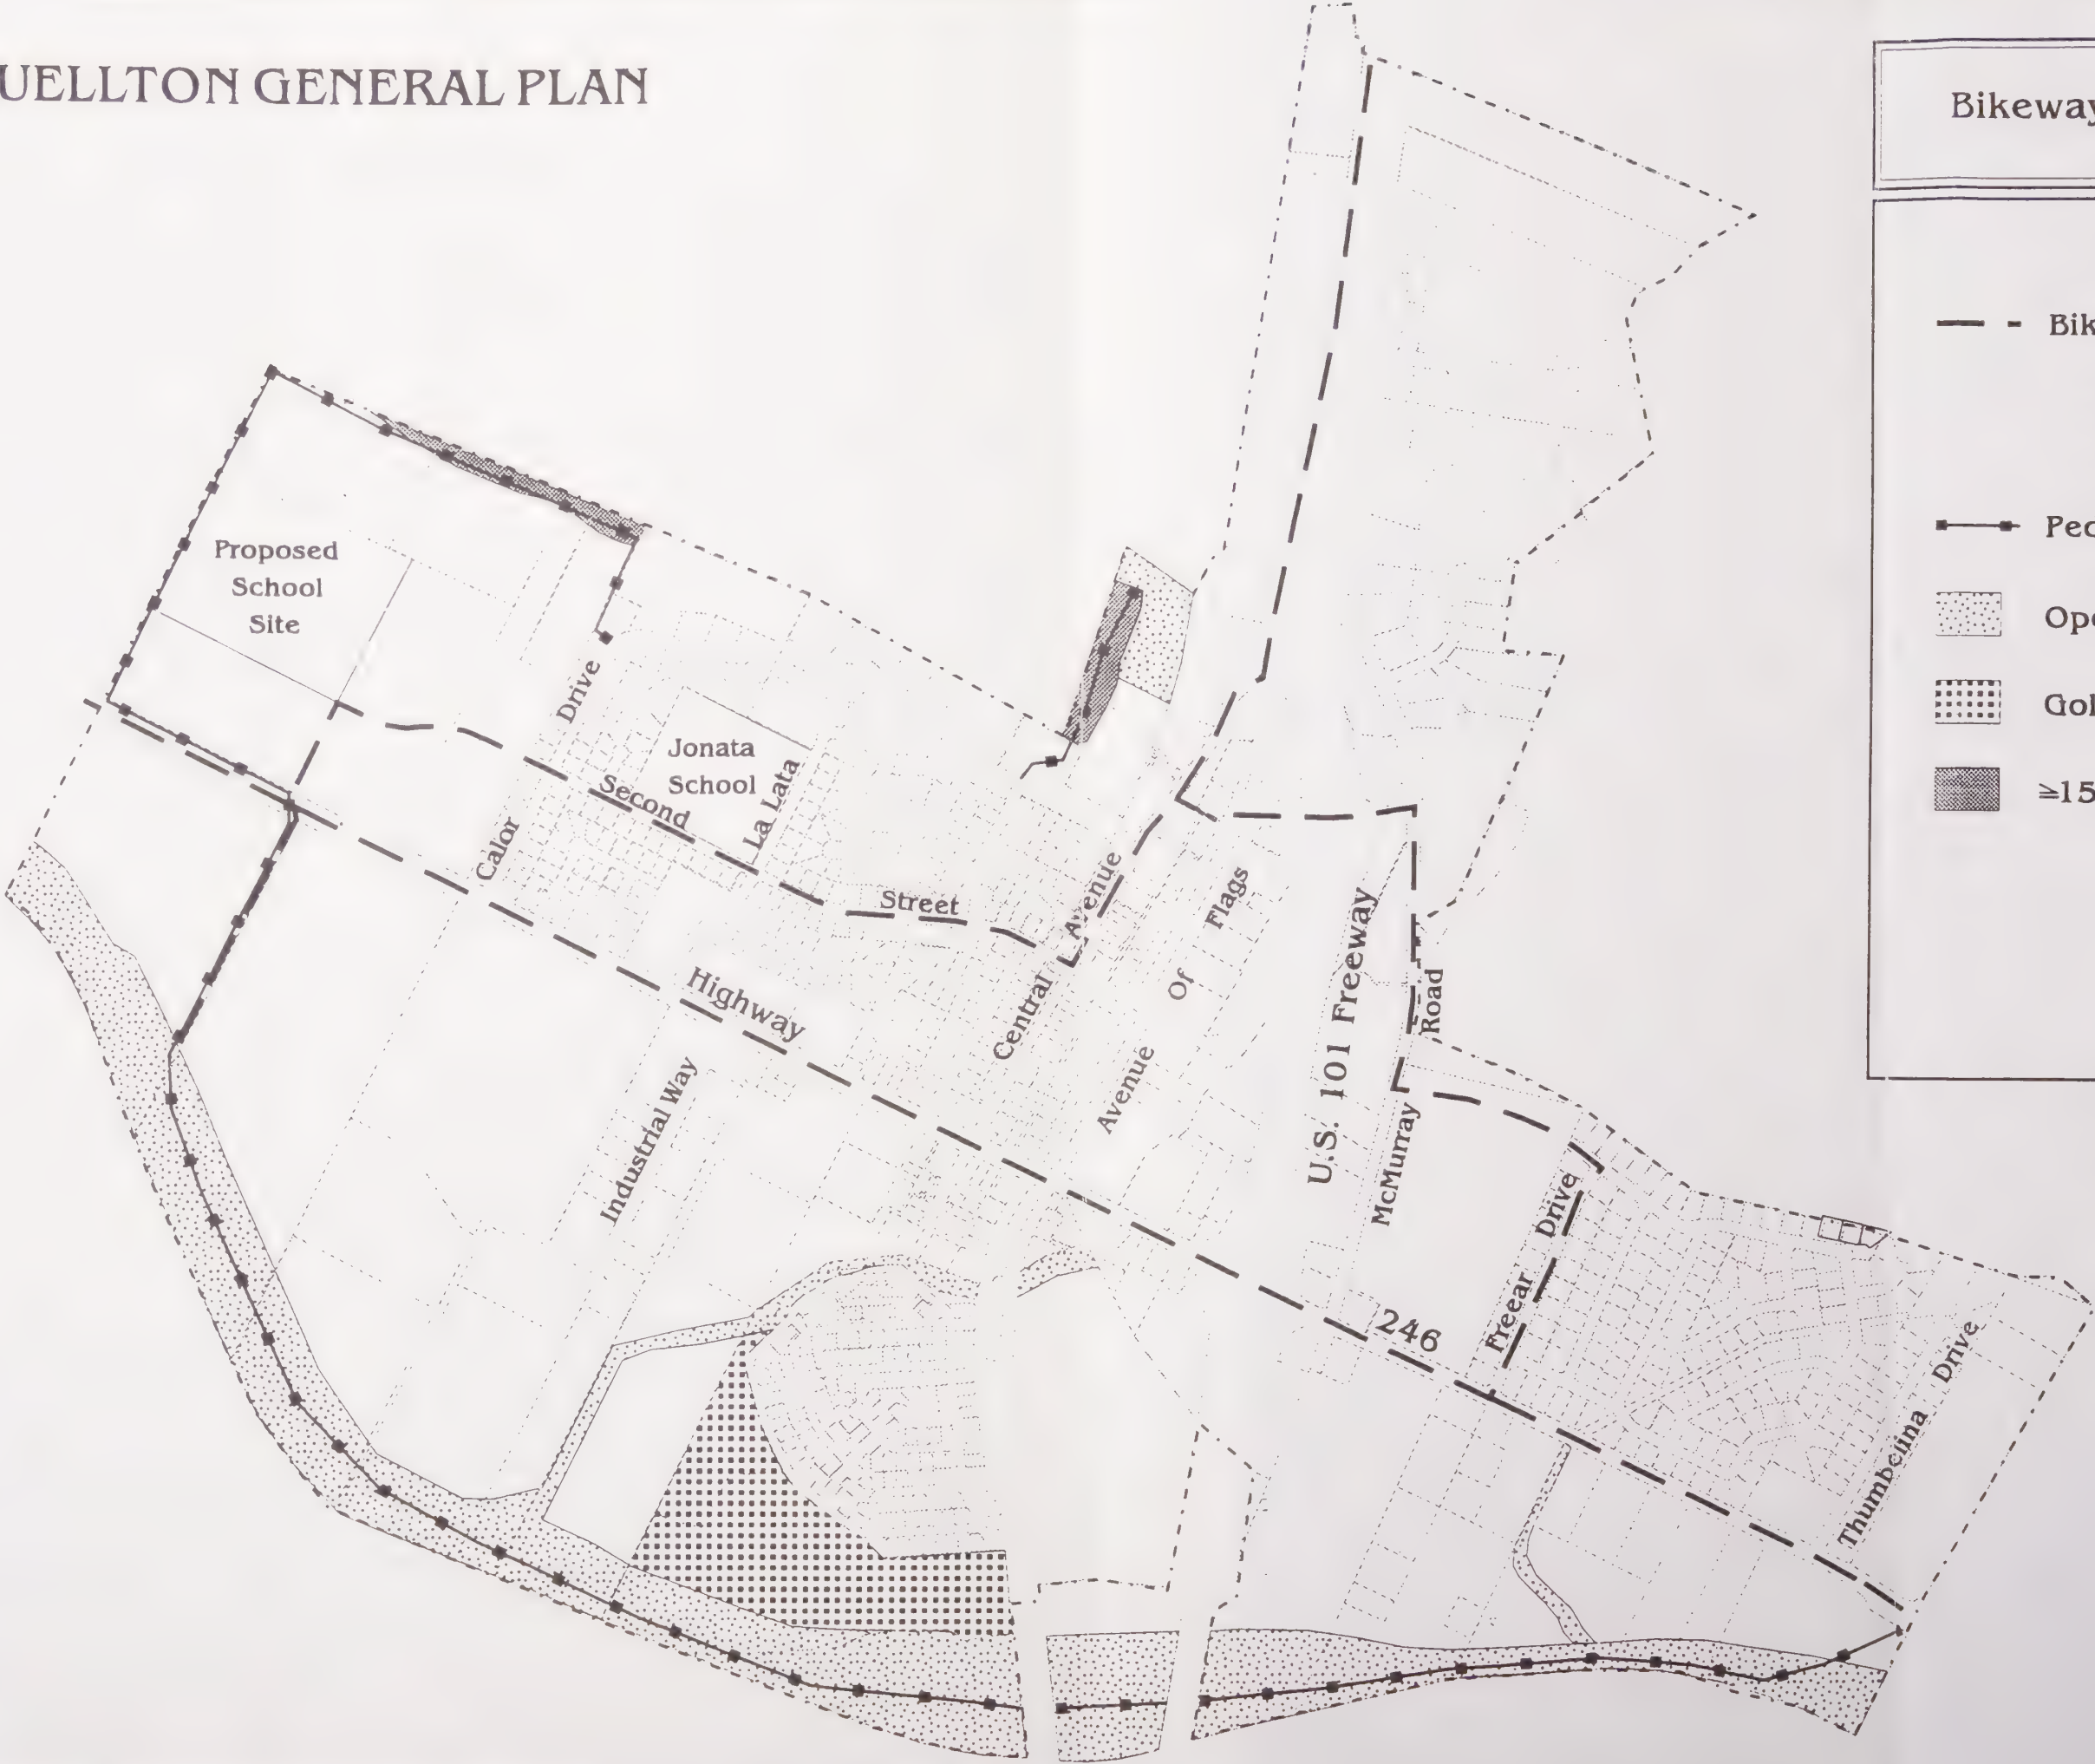 UELLTON GENERAL PLAN
Bikeway
Bik
Pec
Ope
Gol
≥15
Proposed
School
Site
Drive
Calor
Jonata
School
La Lata
Second
Street
Highway
Central
Avenue
Avenue
Of
Flags
U.S. 101 Freeway
McMurray
Road
Industrial Way
246
Freear
Drive
Thumbelina
Drive